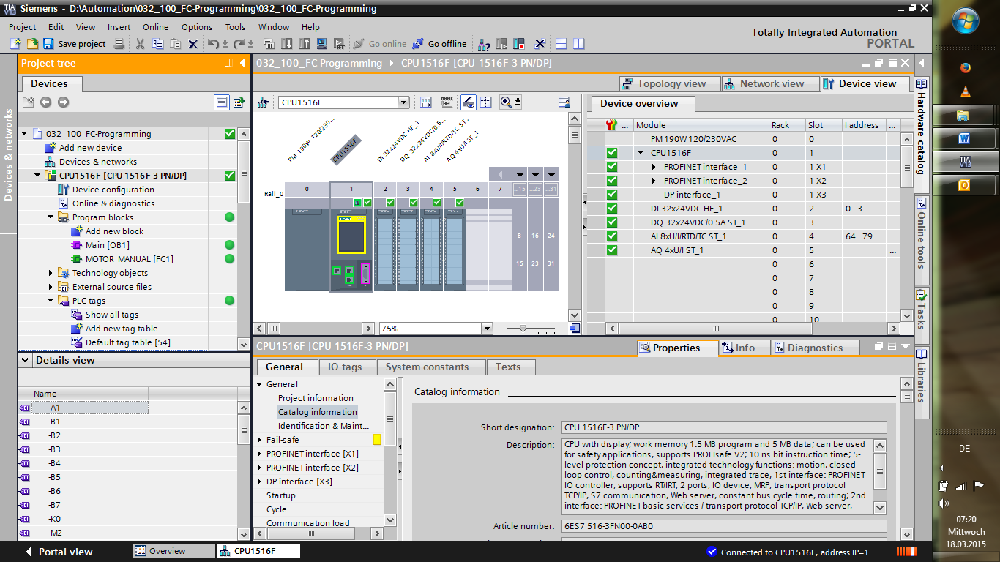 TIA V13 Siemens - D:\Automation\032_100_FC-Programming\032_100_FC-Programming
Project Edit View Insert Online Options Tools Window Help
Totally Integrated Automation
PORTAL
Save project
Go online
Go offline
Project tree
032_100_FC-Programming
CPU1516F [CPU 1516F-3 PN/DP]
Devices
Topology view
Network view
Device view
Devices & networks
032_100_FC-Programming
Add new device
Devices & networks
CPU1516F [CPU 1516F-3 PN/DP]
Device configuration
Online & diagnostics
Program blocks
Add new block
Main [OB1]
MOTOR_MANUAL [FC1]
Technology objects
External source files
PLC tags
Show all tags
Add new tag table
Default tag table [54]
Details view
Name
-A1
-B1
-B2
-B3
-B4
-B5
-B6
-B7
-K0
-M2
CPU1516F
NAME
PM 190W 120/230...
CPU1516F
DI 32x24VDC HF_1
DQ 32x24VDC/0.5...
AI 8xU/I/RTD/TC ST...
AQ 4xU/I ST_1
Rail_0
0 1 2 3 4 5 6 7 ...15 ...23 ...31
8 16 24
- - -
15 23 31
75%
Device overview
... Module Rack Slot I address ...
PM 190W 120/230VAC 0 0
CPU1516F 0 1
PROFINET interface_1 0 1 X1
PROFINET interface_2 0 1 X2
DP interface_1 0 1 X3
DI 32x24VDC HF_1 0 2 0...3
DQ 32x24VDC/0.5A ST_1 0 3 ...
AI 8xU/I/RTD/TC ST_1 0 4 64...79
AQ 4xU/I ST_1 0 5 ...
0 6
0 7
0 8
0 9
0 10
CPU1516F [CPU 1516F-3 PN/DP]
Properties
Info
Diagnostics
General
IO tags
System constants
Texts
General
Project information
Catalog information
Identification & Maint...
Fail-safe
PROFINET interface [X1]
PROFINET interface [X2]
DP interface [X3]
Startup
Cycle
Communication load
Catalog information
Short designation: CPU 1516F-3 PN/DP
Description: CPU with display; work memory 1.5 MB program and 5 MB data; can be used
for safety applications, supports PROFIsafe V2; 10 ns bit instruction time; 5-
level protection concept, integrated technology functions: motion, closed-
loop control, counting&measuring; integrated trace; 1st interface: PROFINET
IO controller, supports RT/IRT, 2 ports, IO device, MRP, transport protocol
TCP/IP, S7 communication, Web server, constant bus cycle time, routing; 2nd
interface: PROFINET basic services / transport protocol TCP/IP, Web server,
Article number: 6ES7 516-3FN00-0AB0
Hardware catalog
Online tools
Tasks
Libraries
Portal view
Overview
CPU1516F
Connected to CPU1516F, address IP=1...
TIA
V13
DE
07:20
Mittwoch
18.03.2015